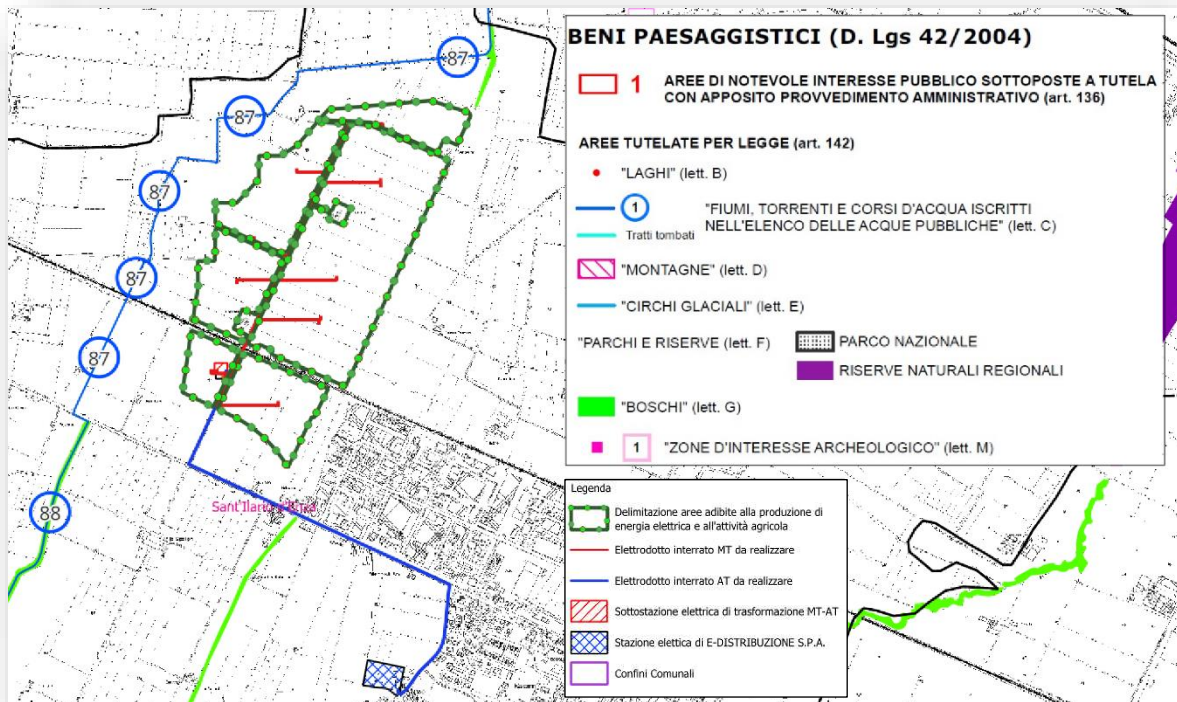 BENI PAESAGGISTICI (D. Lgs 42/2004)
1 AREE DI NOTEVOLE INTERESSE PUBBLICO SOTTOPOSTE A TUTELA
CON APPOSITO PROVVEDIMENTO AMMINISTRATIVO (art. 136)
AREE TUTELATE PER LEGGE (art. 142)
"LAGHI" (lett. B)
1 "FIUMI, TORRENTI E CORSI D'ACQUA ISCRITTI
NELL'ELENCO DELLE ACQUE PUBBLICHE" (lett. C)
Tratti tombati
"MONTAGNE" (lett. D)
"CIRCHI GLACIALI" (lett. E)
"PARCHI E RISERVE (lett. F)
PARCO NAZIONALE
RISERVE NATURALI REGIONALI
"BOSCHI" (lett. G)
1 "ZONE D'INTERESSE ARCHEOLOGICO" (lett. M)
Legenda
Delimitazione aree adibite alla produzione di
energia elettrica e all'attività agricola
Elettrodotto interrato MT da realizzare
Elettrodotto interrato AT da realizzare
Sottostazione elettrica di trasformazione MT-AT
Stazione elettica di E-DISTRIBUZIONE S.P.A.
Confini Comunali
87
87
87
87
87
88
Sant'Ilario